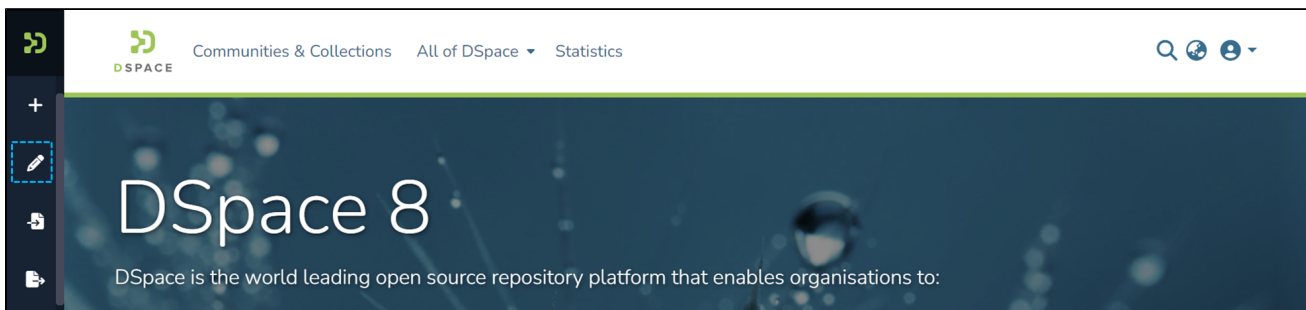 DSPACE
Communities & Collections All of DSpace Statistics
DSpace 8
DSpace is the world leading open source repository platform that enables organisations to: